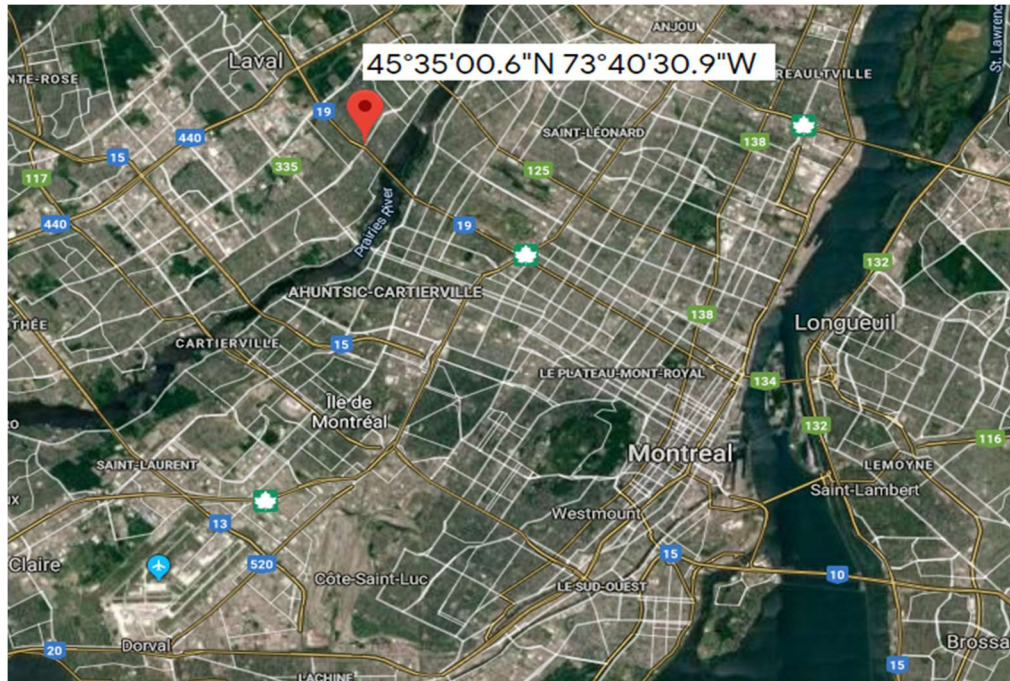 ANJOU
St. Lawrenc
Laval
45°35'00.6"N 73°40'30.9"W
NTE-ROSE
REAULTVILLE
19
440
SAINT-LÉONARD
138
15
335
125
117
440
Prairies River
19
132
AHUNTSIC-CARTIERVILLE
138
THÉE
Longueuil
CARTIERVILLE
15
LE PLATEAU-MONT-ROYAL
134
Île de
Montréal
132
116
Montreal
SAINT-LAURENT
LEMOYNE
Saint-Lambert
UX
Westmount
13
15
Claire
520
10
Côte-Saint-Luc
LE SUD-OUEST
Dorval
Brossa
20
15
LACHINE